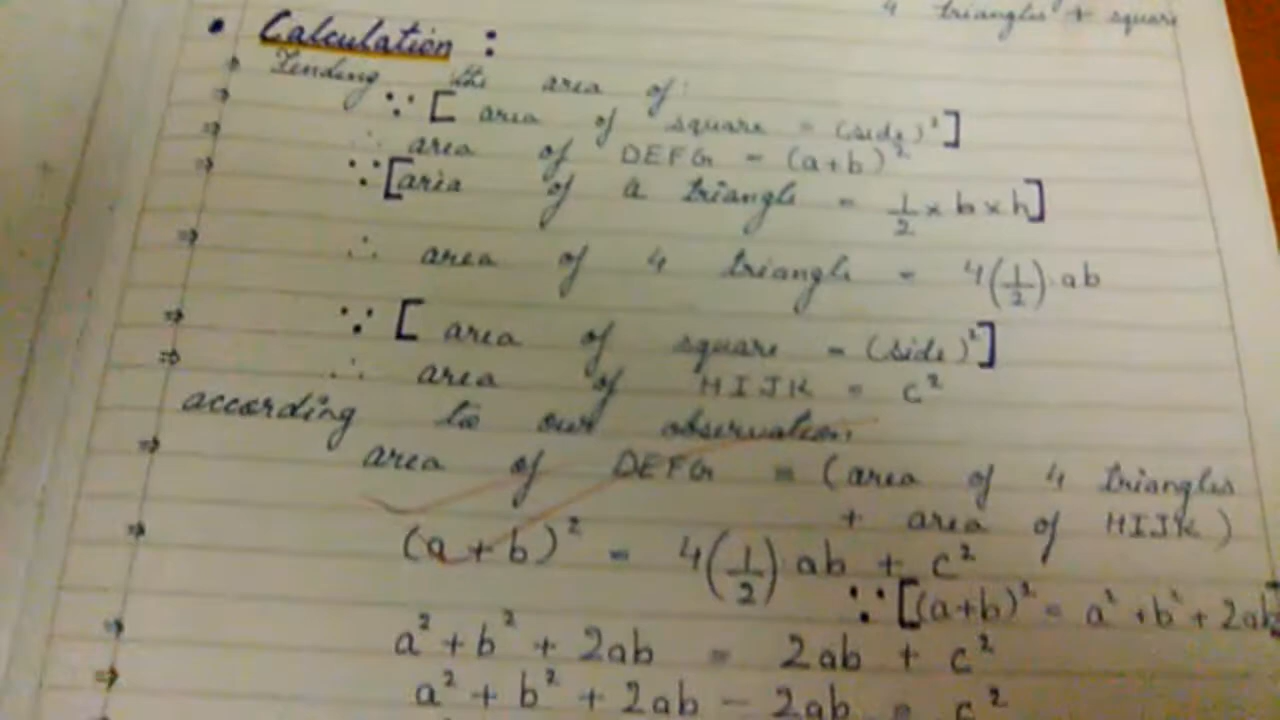 4 triangles + square
• Calculation :
Finding the area of:
∵ [ area of square = (side)²]
∴ area of DEFG = (a+b)²
∵ [area of a triangle = 1/2 × b × h]
⇒ ∴ area of 4 triangle = 4(1/2).ab
⇒ ∵ [ area of square = (side)²]
⇒ ∴ area of HIJK = c²
according to our observation,
⇒ area of DEFG = (area of 4 triangles
+ area of HIJK)
⇒ (a+b)² = 4(1/2).ab + c²
∵ [(a+b)² = a² + b² + 2ab]
⇒ a² + b² + 2ab = 2ab + c²
⇒ a² + b² + 2ab - 2ab = c²